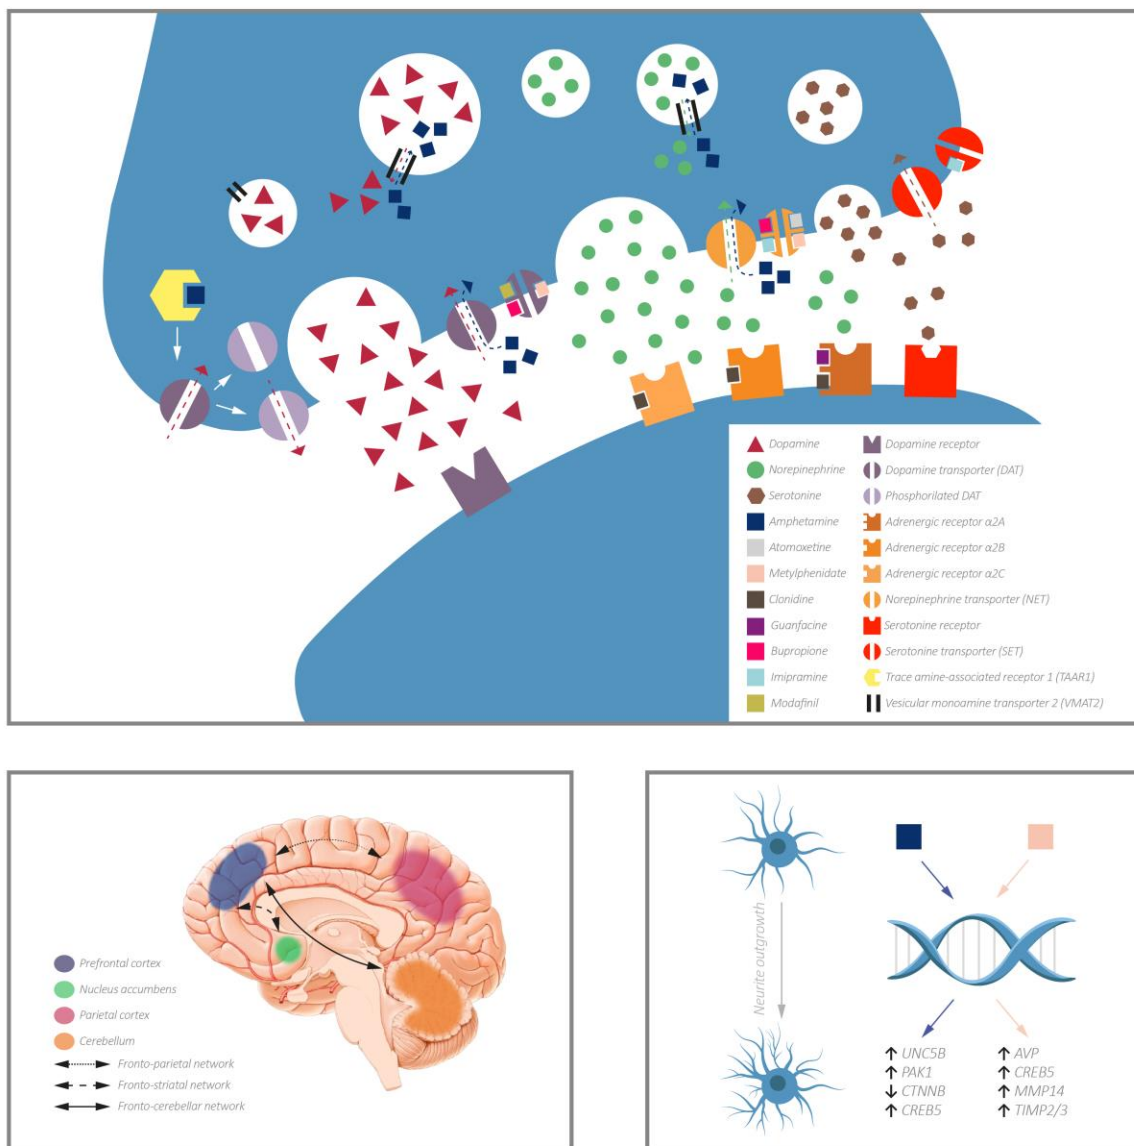 Dopamine
Norepinephrine
Serotonine
Amphetamine
Atomoxetine
Metylphenidate
Clonidine
Guanfacine
Bupropione
Imipramine
Modafinil
Dopamine receptor
Dopamine transporter (DAT)
Phosphorilated DAT
Adrenergic receptor α2A
Adrenergic receptor α2B
Adrenergic receptor α2C
Norepinephrine transporter (NET)
Serotonine receptor
Serotonine transporter (SET)
Trace amine-associated receptor 1 (TAAR1)
Vesicular monoamine transporter 2 (VMAT2)
Prefrontal cortex
Nucleus accumbens
Parietal cortex
Cerebellum
Fronto-parietal network
Fronto-striatal network
Fronto-cerebellar network
Neurite outgrowth
↑ UNC5B
↑ PAK1
↓ CTNNB
↑ CREB5
↑ AVP
↑ CREB5
↑ MMP14
↑ TIMP2/3